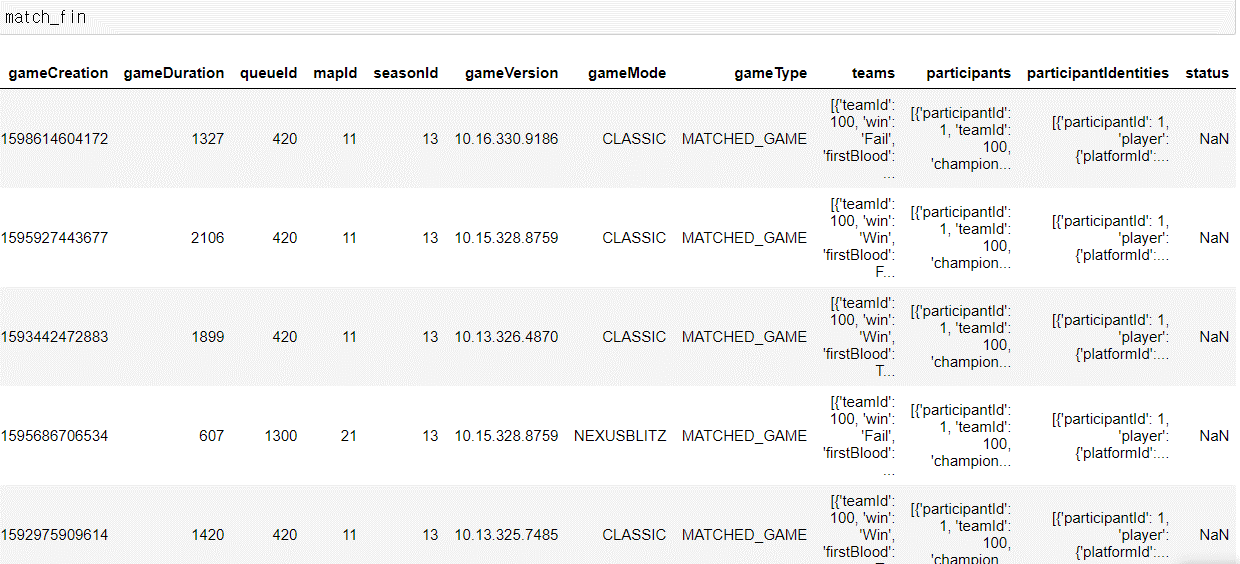 match_fin
gameCreation gameDuration queueId mapId seasonId gameVersion gameMode gameType teams participants participantIdentities status
1598614604172 1327 420 11 13 10.16.330.9186 CLASSIC MATCHED_GAME [{'teamId': 100, 'win': 'Fail', 'firstBlood': ... [{'participantId': 1, 'teamId': 100, 'champion... [{'participantId': 1, 'player': {'platformId':... NaN
1595927443677 2106 420 11 13 10.15.328.8759 CLASSIC MATCHED_GAME [{'teamId': 100, 'win': 'Win', 'firstBlood': F... [{'participantId': 1, 'teamId': 100, 'champion... [{'participantId': 1, 'player': {'platformId':... NaN
1593442472883 1899 420 11 13 10.13.326.4870 CLASSIC MATCHED_GAME [{'teamId': 100, 'win': 'Win', 'firstBlood': T... [{'participantId': 1, 'teamId': 100, 'champion... [{'participantId': 1, 'player': {'platformId':... NaN
1595686706534 607 1300 21 13 10.15.328.8759 NEXUSBLITZ MATCHED_GAME [{'teamId': 100, 'win': 'Fail', 'firstBlood': ... [{'participantId': 1, 'teamId': 100, 'champion... [{'participantId': 1, 'player': {'platformId':... NaN
1592975909614 1420 420 11 13 10.13.325.7485 CLASSIC MATCHED_GAME [{'teamId': 100, 'win': 'Win', 'firstBlood': [{'participantId': 1, 'teamId': 100, 'champion... [{'participantId': 1, 'player': {'platformId':... NaN